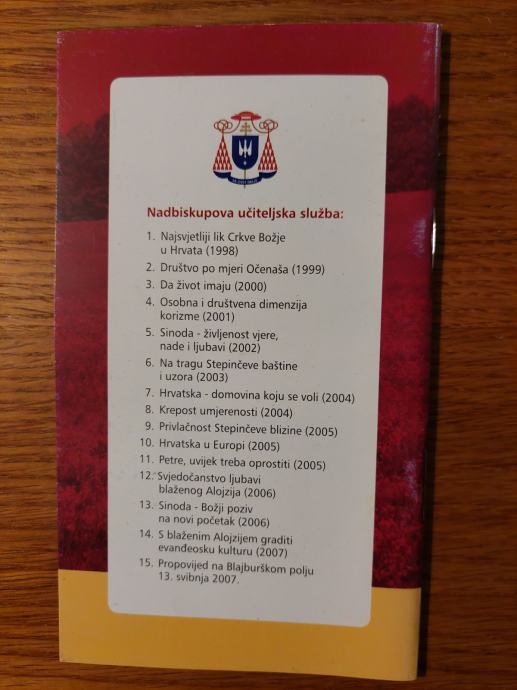 Nadbiskupova učiteljska služba:
1. Najsvjetliji lik Crkve Božje
u Hrvata (1998)
2. Društvo po mjeri Očenaša (1999)
3. Da život imaju (2000)
4. Osobna i društvena dimenzija
korizme (2001)
5. Sinoda - življenost vjere,
nade i ljubavi (2002)
6. Na tragu Stepinčeve baštine
i uzora (2003)
7. Hrvatska - domovina koju se voli (2004)
8. Krepost umjerenosti (2004)
9. Privlačnost Stepinčeve blizine (2005)
10. Hrvatska u Europi (2005)
11. Petre, uvijek treba oprostiti (2005)
12. Svjedočanstvo ljubavi
blaženog Alojzija (2006)
13. Sinoda - Božji poziv
na novi početak (2006)
14. S blaženim Alojzijem graditi
evanđeosku kulturu (2007)
15. Propovijed na Blajburškom polju
13. svibnja 2007.